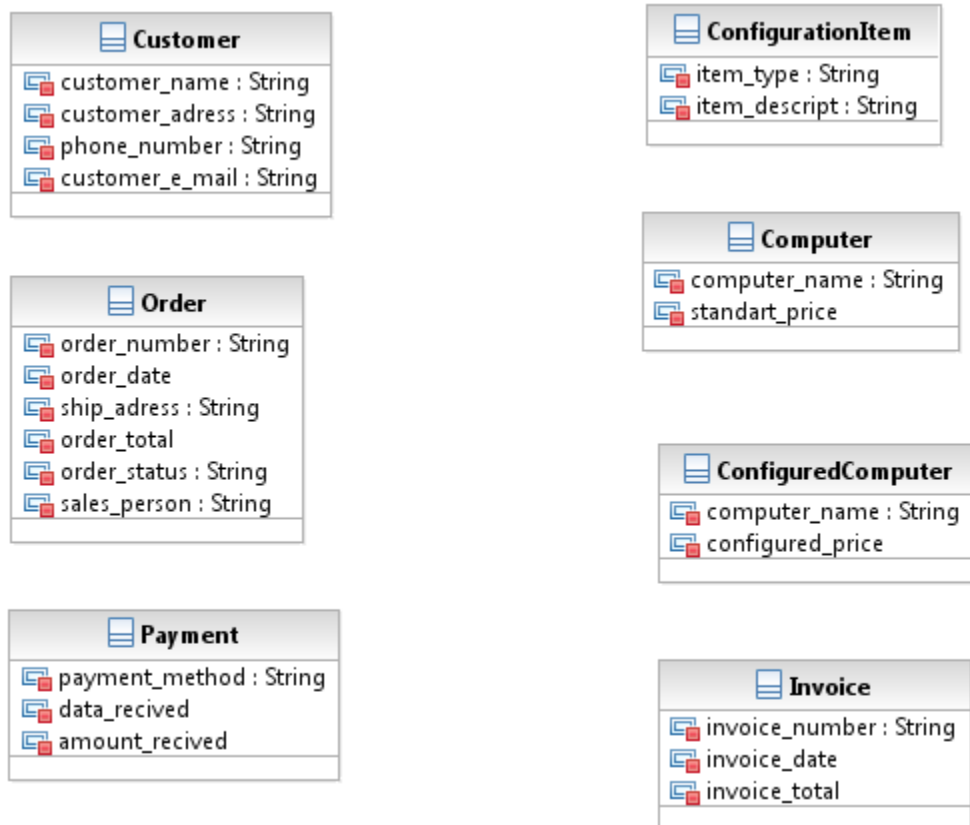 Customer
customer_name : String
customer_adress : String
phone_number : String
customer_e_mail : String
Order
order_number : String
order_date
ship_adress : String
order_total
order_status : String
sales_person : String
Payment
payment_method : String
data_recived
amount_recived
ConfigurationItem
item_type : String
item_descript : String
Computer
computer_name : String
standart_price
ConfiguredComputer
computer_name : String
configured_price
Invoice
invoice_number : String
invoice_date
invoice_total